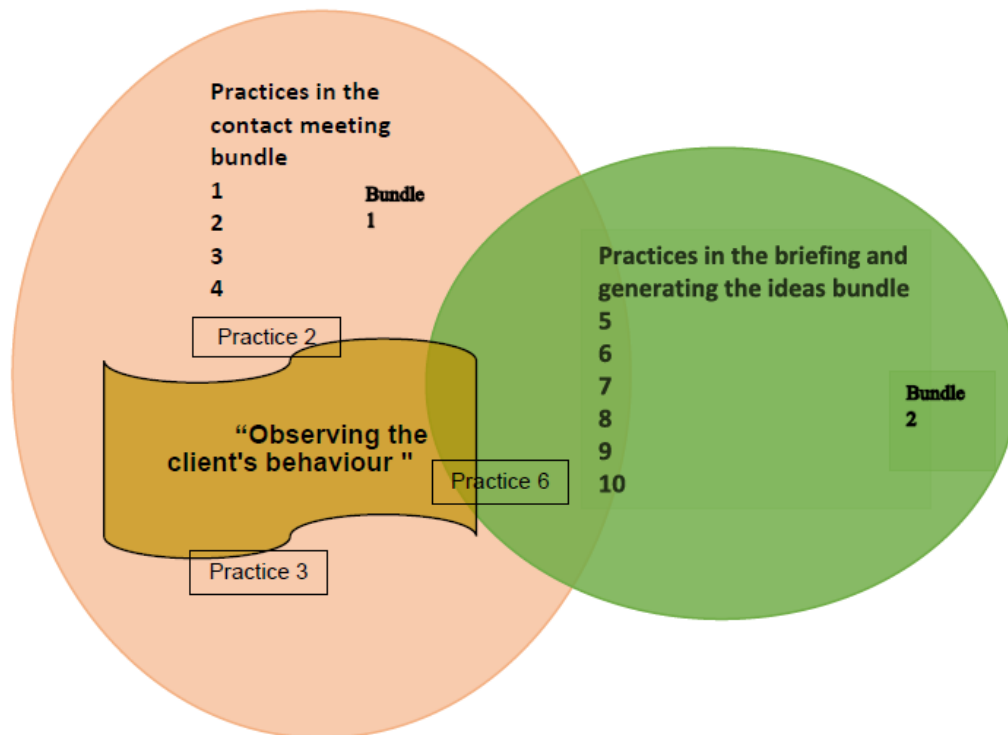 Practices in the
contact meeting
bundle
1
2
3
4
Bundle
1
Practice 2
“Observing the
client's behaviour "
Practice 6
Practice 3
Practices in the briefing and
generating the ideas bundle
5
6
7
8
9
10
Bundle
2